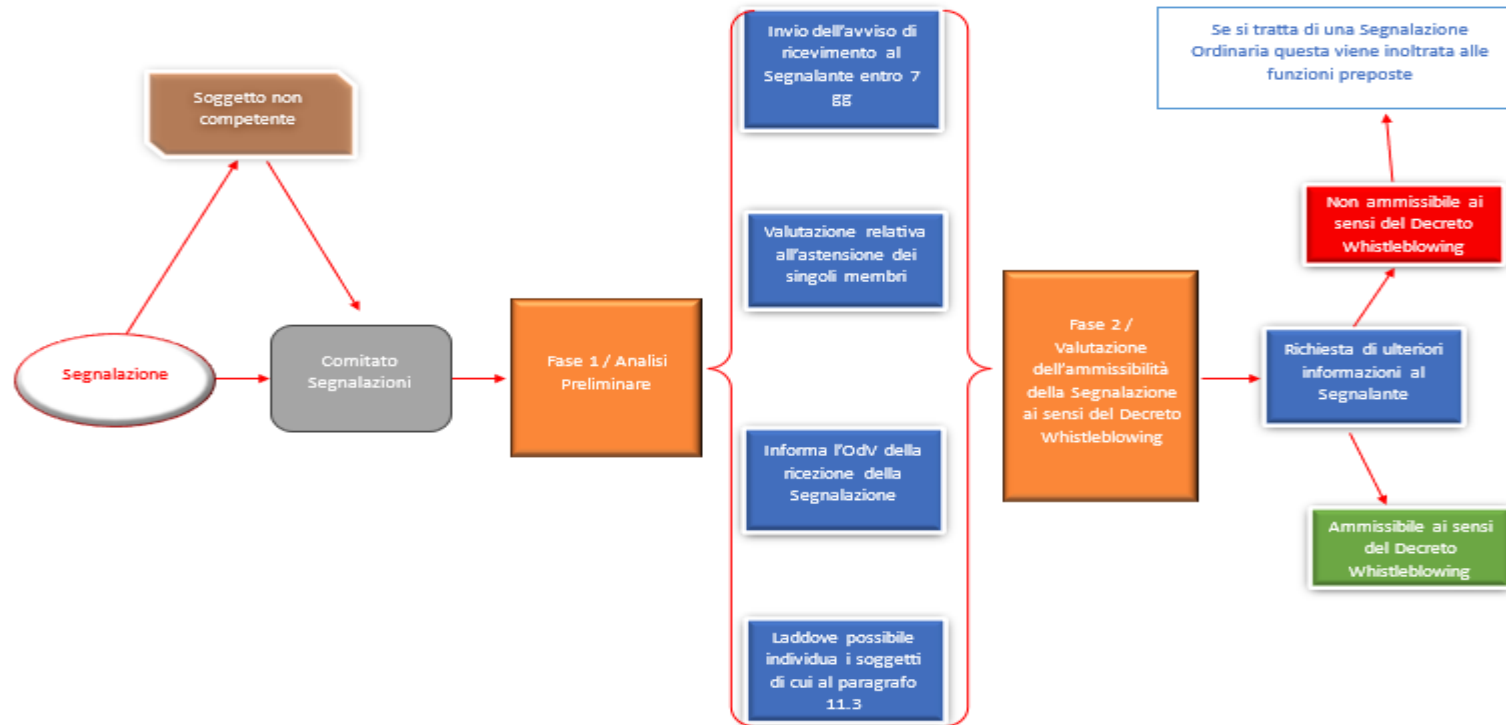 Soggetto non
competente
Segnalazione
Comitato
Segnalazioni
Fase 1 / Analisi
Preliminare
Invio dell'avviso di
ricevimento al
Segnalante entro 7
gg
Valutazione relativa
all'astensione dei
singoli membri
Informa l'OdV della
ricezione della
Segnalazione
Laddove possibile
individua i soggetti
di cui al paragrafo
11.3
Fase 2 /
Valutazione
dell'ammissibilità
della Segnalazione
ai sensi del Decreto
Whistleblowing
Se si tratta di una Segnalazione
Ordinaria questa viene inoltrata alle
funzioni preposte
Non ammissibile ai
sensi del Decreto
Whistleblowing
Richiesta di ulteriori
informazioni al
Segnalante
Ammissibile ai sensi
del Decreto
Whistleblowing